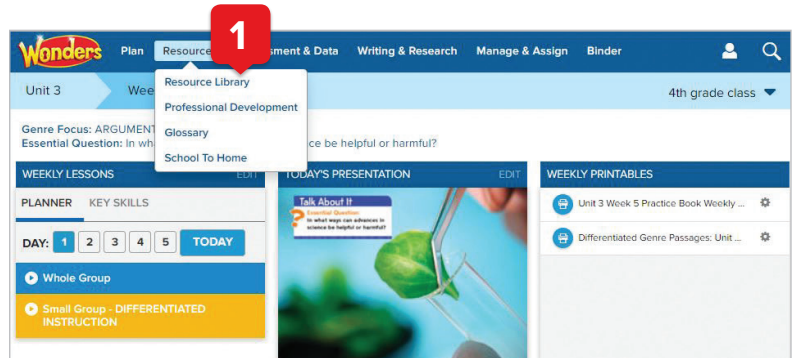 1
Wonders Plan Resource sment & Data Writing & Research Manage & Assign Binder
Unit 3 Wee 4th grade class
Resource Library
Professional Development
Glossary
School To Home
Genre Focus: ARGUMENT
Essential Question: In wha ce be helpful or harmful?
WEEKLY LESSONS EDIT
PLANNER KEY SKILLS
DAY: 1 2 3 4 5 TODAY
Whole Group
Small Group - DIFFERENTIATED
INSTRUCTION
TODAY'S PRESENTATION EDIT
Talk About It
Essential Question
In what ways can advances in
science be helpful or harmful?
WEEKLY PRINTABLES
Unit 3 Week 5 Practice Book Weekly ...
Differentiated Genre Passages: Unit ...